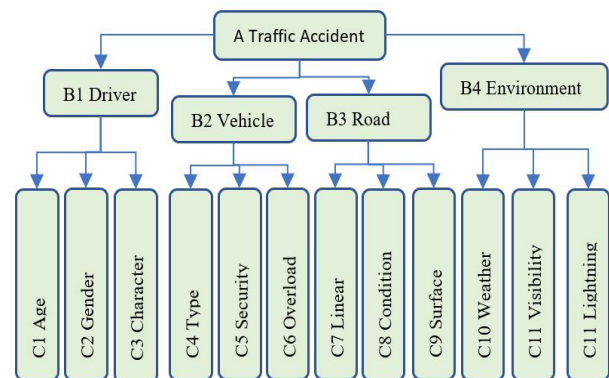 A Traffic Accident
B1 Driver
B2 Vehicle
B3 Road
B4 Environment
C1 Age
C2 Gender
C3 Character
C4 Type
C5 Security
C6 Overload
C7 Linear
C8 Condition
C9 Surface
C10 Weather
C11 Visibility
C11 Lightning